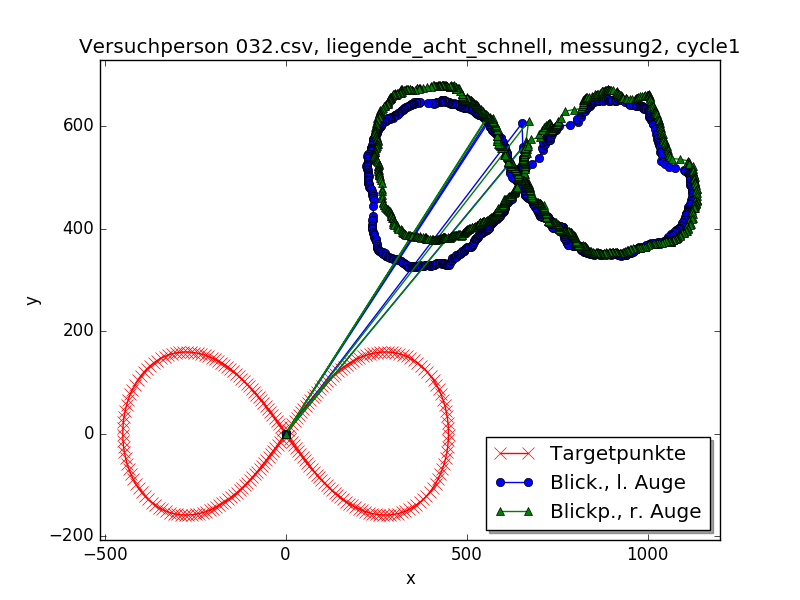 Versuchperson 032.csv, liegende_acht_schnell, messung2, cycle1
600
400
200
0
−200
y
−500
0
500
1000
x
Targetpunkte
Blick., l. Auge
Blickp., r. Auge